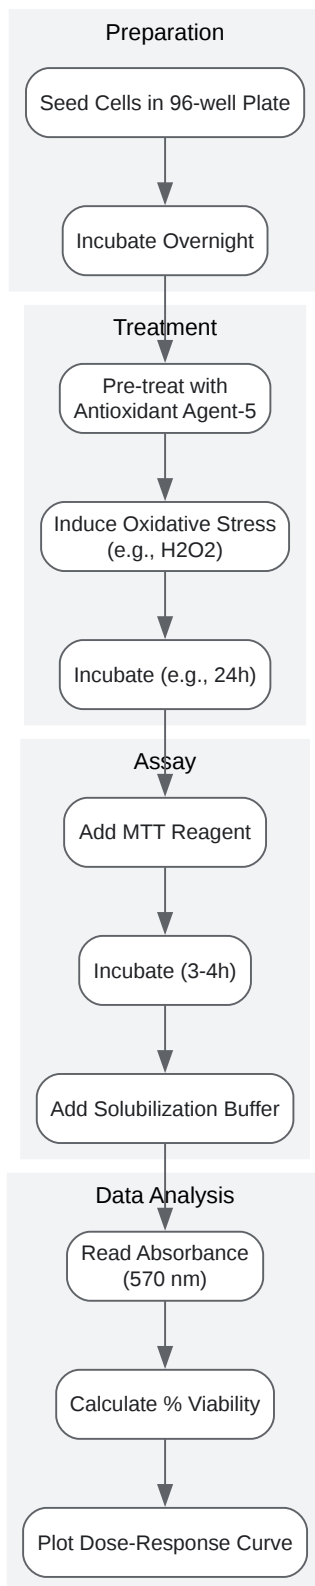 Preparation
Seed Cells in 96-well Plate
Incubate Overnight
Treatment
Pre-treat with
Antioxidant Agent-5
Induce Oxidative Stress
(e.g., H2O2)
Incubate (e.g., 24h)
Assay
Add MTT Reagent
Incubate (3-4h)
Add Solubilization Buffer
Data Analysis
Read Absorbance
(570 nm)
Calculate % Viability
Plot Dose-Response Curve